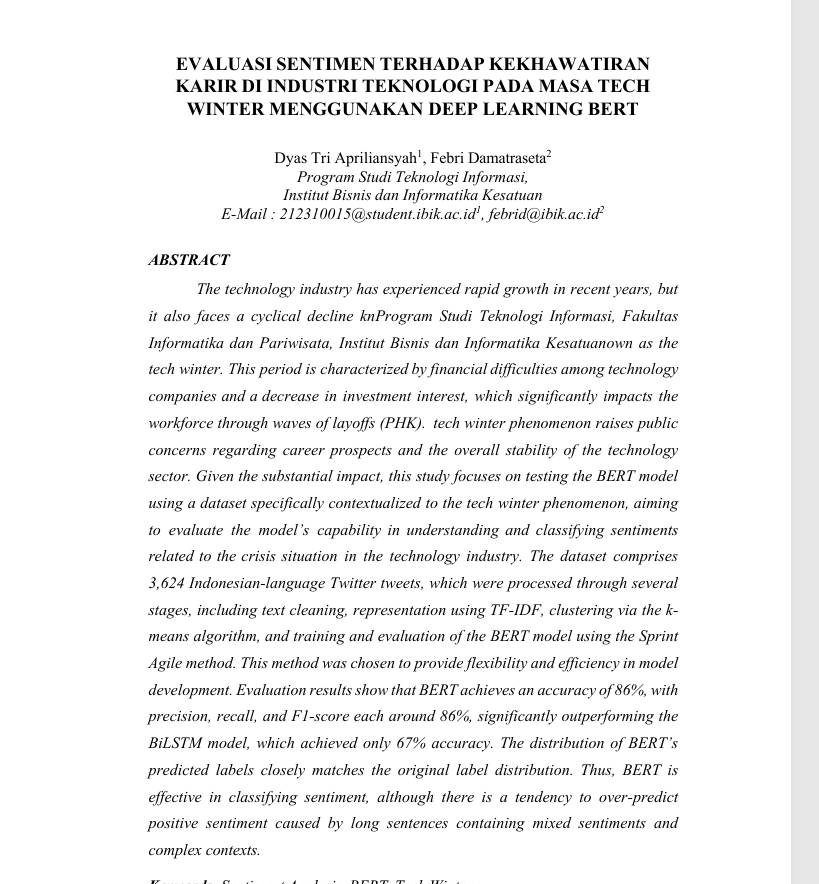 EVALUASI SENTIMEN TERHADAP KEKHAWATIRAN
KARIR DI INDUSTRI TEKNOLOGI PADA MASA TECH
WINTER MENGGUNAKAN DEEP LEARNING BERT
Dyas Tri Apriliansyah¹, Febri Damatraseta²
Program Studi Teknologi Informasi,
Institut Bisnis dan Informatika Kesatuan
E-Mail : 212310015@student.ibik.ac.id¹, febrid@ibik.ac.id²
ABSTRACT
The technology industry has experienced rapid growth in recent years, but
it also faces a cyclical decline knProgram Studi Teknologi Informasi, Fakultas
Informatika dan Pariwisata, Institut Bisnis dan Informatika Kesatuanown as the
tech winter. This period is characterized by financial difficulties among technology
companies and a decrease in investment interest, which significantly impacts the
workforce through waves of layoffs (PHK). tech winter phenomenon raises public
concerns regarding career prospects and the overall stability of the technology
sector. Given the substantial impact, this study focuses on testing the BERT model
using a dataset specifically contextualized to the tech winter phenomenon, aiming
to evaluate the model's capability in understanding and classifying sentiments
related to the crisis situation in the technology industry. The dataset comprises
3,624 Indonesian-language Twitter tweets, which were processed through several
stages, including text cleaning, representation using TF-IDF, clustering via the k-
means algorithm, and training and evaluation of the BERT model using the Sprint
Agile method. This method was chosen to provide flexibility and efficiency in model
development. Evaluation results show that BERT achieves an accuracy of 86%, with
precision, recall, and F1-score each around 86%, significantly outperforming the
BiLSTM model, which achieved only 67% accuracy. The distribution of BERT's
predicted labels closely matches the original label distribution. Thus, BERT is
effective in classifying sentiment, although there is a tendency to over-predict
positive sentiment caused by long sentences containing mixed sentiments and
complex contexts.